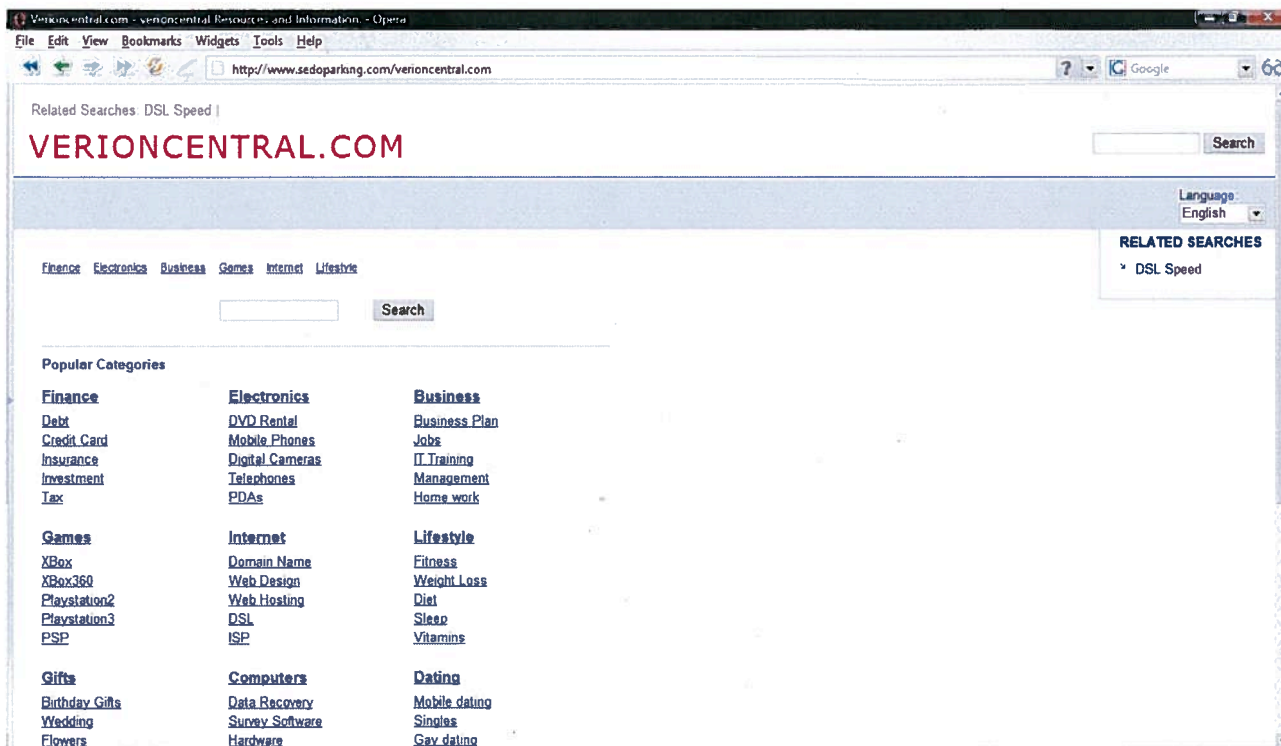 Verioncentral.com - verioncentral Resources and Information. - Opera
File Edit View Bookmarks Widgets Tools Help
http://www.sedoparking.com/verioncentral.com ? Google
Related Searches: DSL Speed |
VERIONCENTRAL.COM
Search
Language:
English
RELATED SEARCHES
DSL Speed
Finance Electronics Business Games Internet Lifestyle
Search
Popular Categories
Finance Electronics Business
Debt DVD Rental Business Plan
Credit Card Mobile Phones Jobs
Insurance Digital Cameras IT Training
Investment Telephones Management
Tax PDAs Home work
Games Internet Lifestyle
XBox Domain Name Fitness
XBox360 Web Design Weight Loss
Playstation2 Web Hosting Diet
Playstation3 DSL Sleep
PSP ISP Vitamins
Gifts Computers Dating
Birthday Gifts Data Recovery Mobile dating
Wedding Survey Software Singles
Flowers Hardware Gay dating